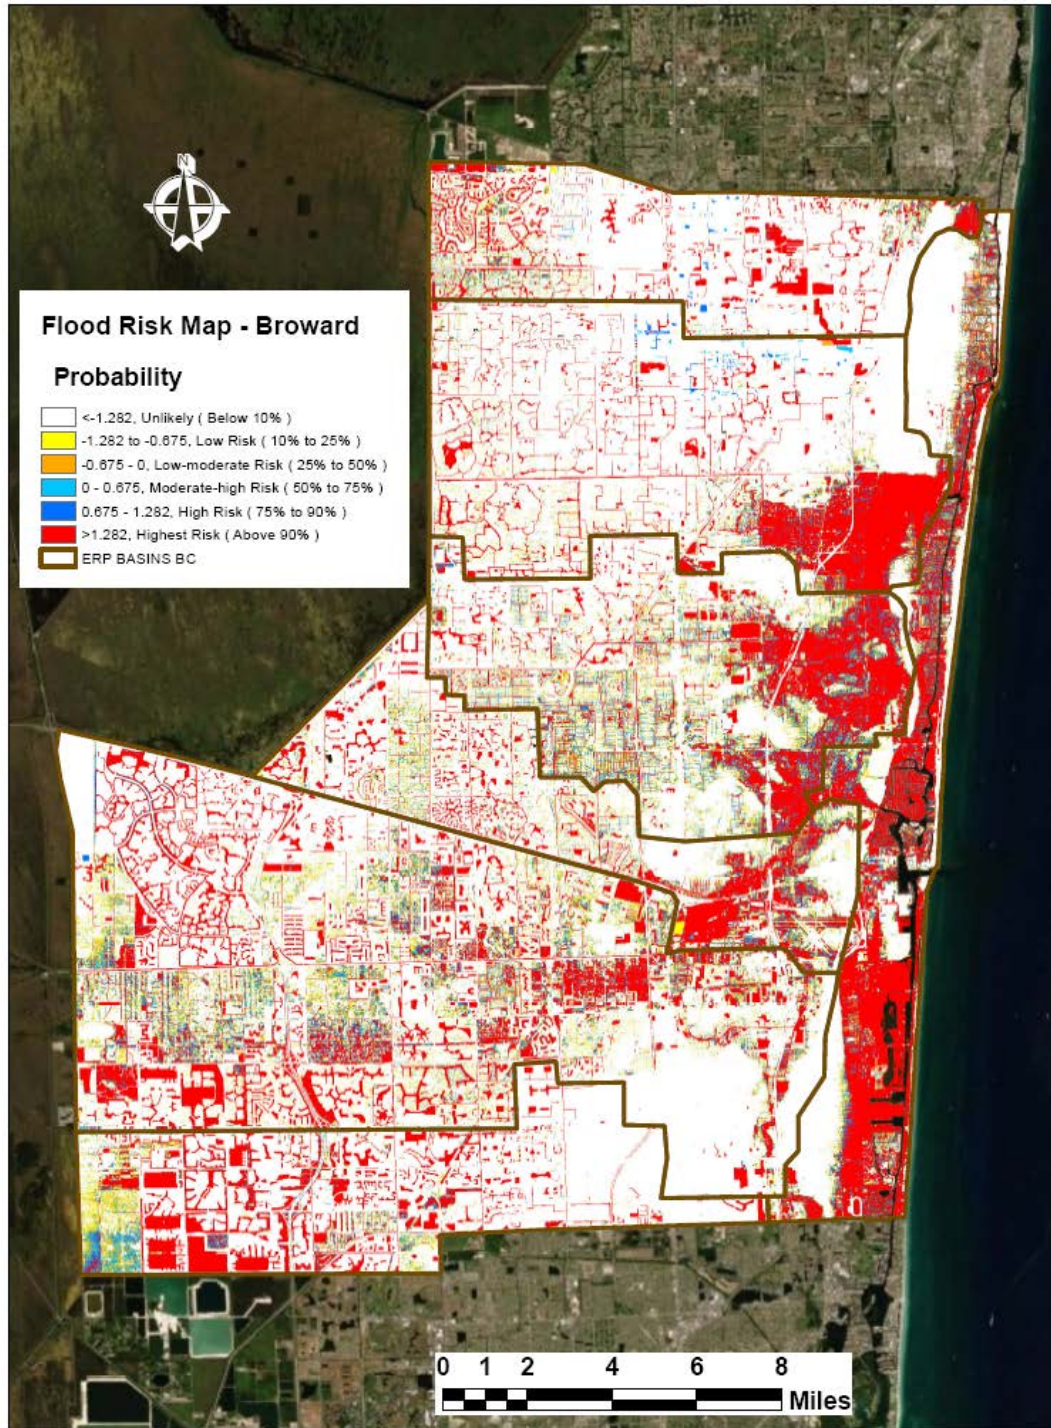 N
Flood Risk Map - Broward
Probability
<-1.282, Unlikely ( Below 10% )
-1.282 to -0.675, Low Risk ( 10% to 25% )
-0.675 - 0, Low-moderate Risk ( 25% to 50% )
0 - 0.675, Moderate-high Risk ( 50% to 75% )
0.675 - 1.282, High Risk ( 75% to 90% )
>1.282, Highest Risk ( Above 90% )
ERP BASINS BC
0 1 2 4 6 8
Miles